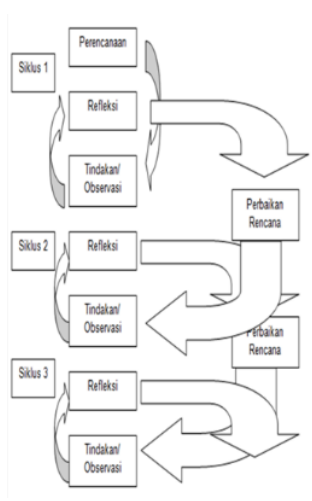 Perencanaan
Siklus 1
Refleksi
Tindakan/
Observasi
Perbaikan
Rencana
Siklus 2
Refleksi
Tindakan/
Observasi
Perbaikan
Rencana
Siklus 3
Refleksi
Tindakan/
Observasi